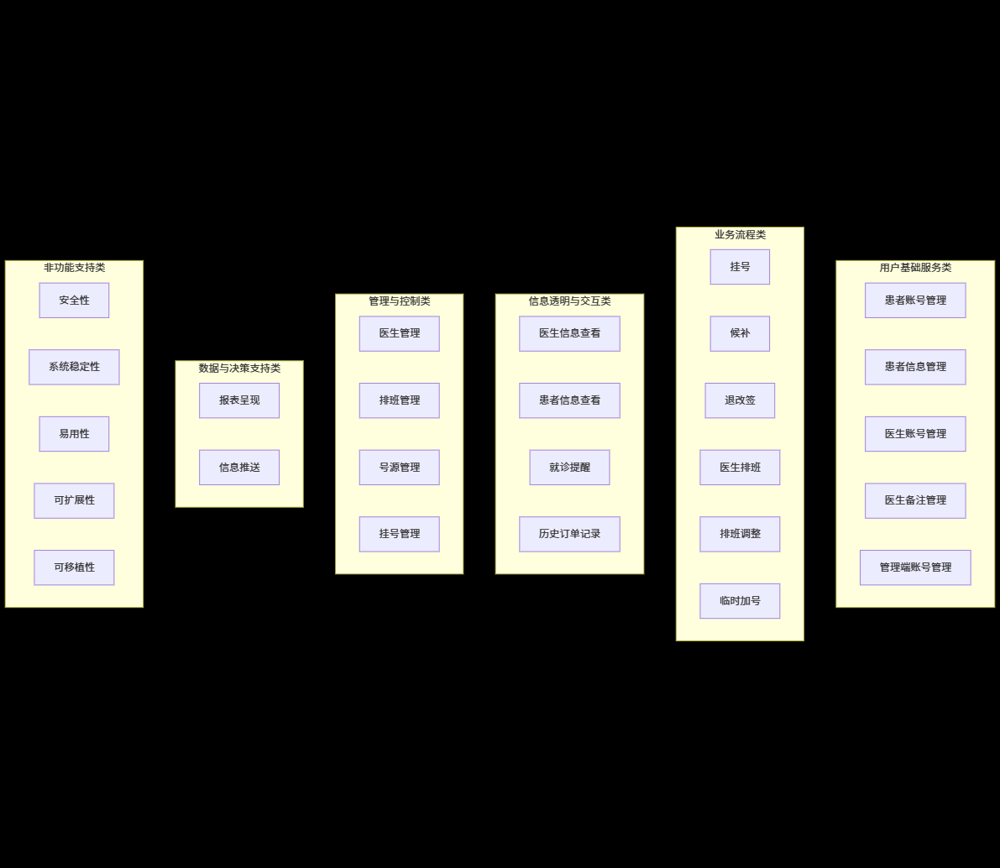 非功能支持类
安全性
系统稳定性
易用性
可扩展性
可移植性
数据与决策支持类
报表呈现
信息推送
管理与控制类
医生管理
排班管理
号源管理
挂号管理
信息透明与交互类
医生信息查看
患者信息查看
就诊提醒
历史订单记录
业务流程类
挂号
候补
退改签
医生排班
排班调整
临时加号
用户基础服务类
患者账号管理
患者信息管理
医生账号管理
医生备注管理
管理端账号管理